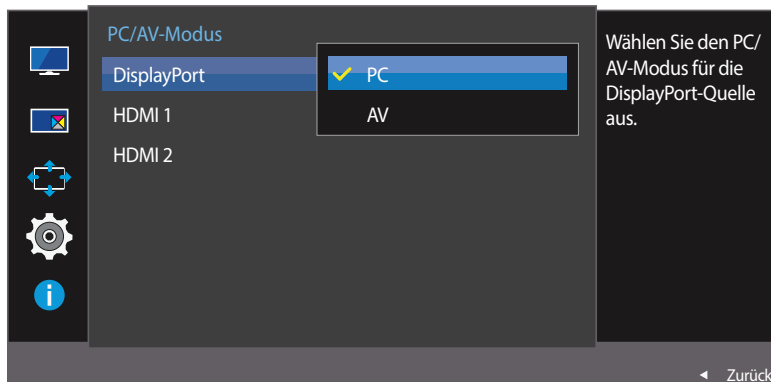 PC/AV-Modus
DisplayPort
PC
HDMI 1
AV
HDMI 2
Wählen Sie den PC/
AV-Modus für die
DisplayPort-Quelle
aus.
i
Zurück